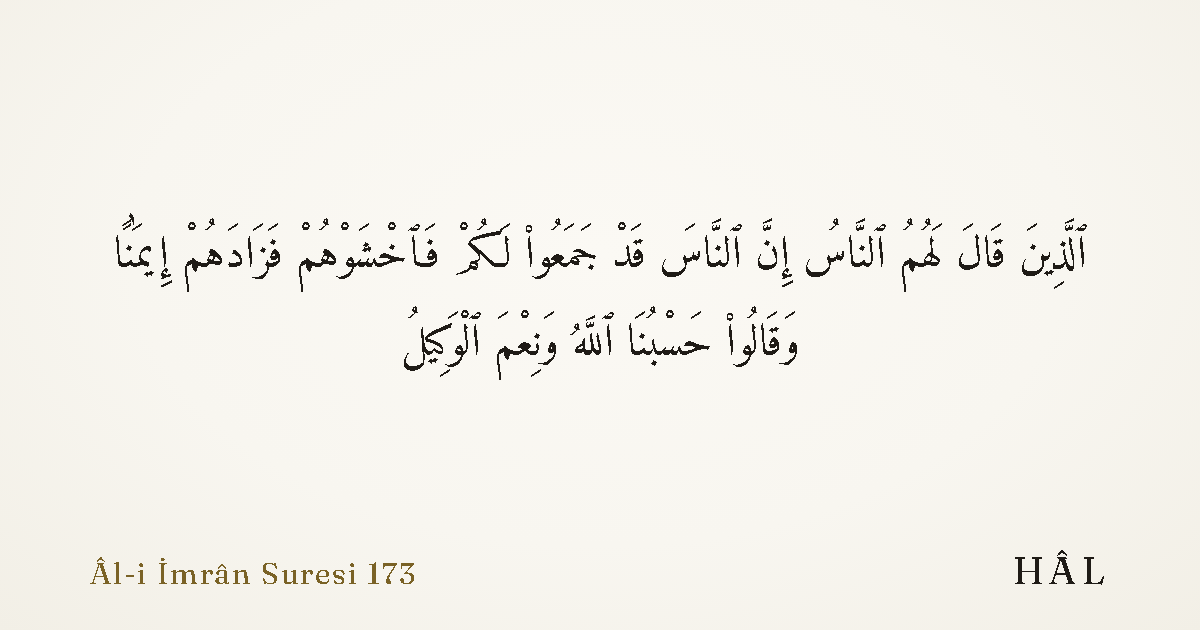 ٱلَّذِينَ قَالَ لَهُمُ ٱلنَّاسُ إِنَّ ٱلنَّاسَ قَدْ جَمَعُوا۟ لَكُمْ فَٱخْشَوْهُمْ فَزَادَهُمْ إِيمَـٰنًا
وَقَالُوا۟ حَسْبُنَا ٱللَّهُ وَنِعْمَ ٱلْوَكِيلُ
Âl-i İmrân Suresi 173
HÂL